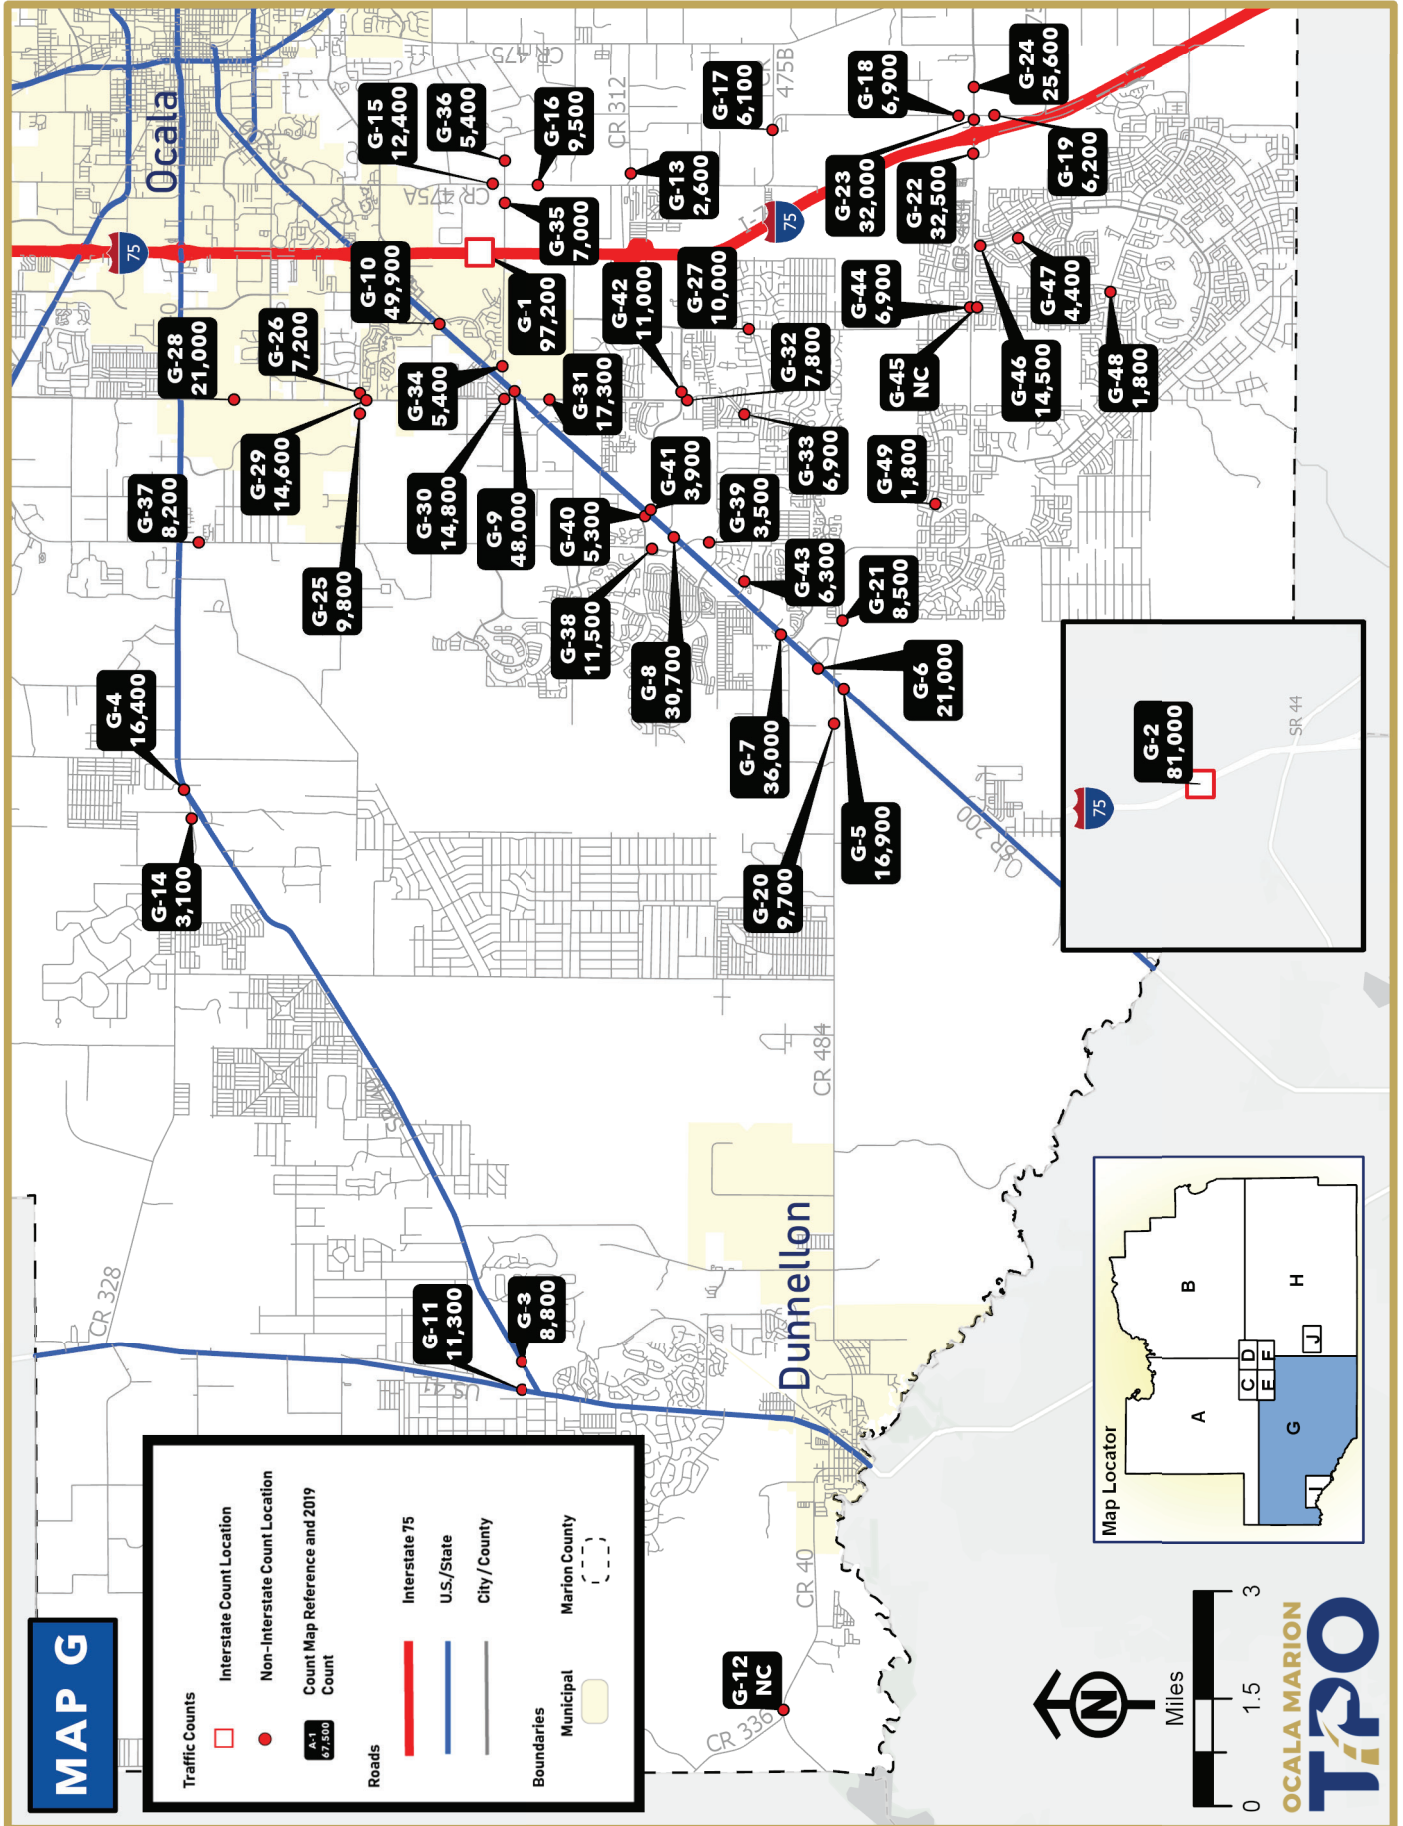 MAP G
Traffic Counts
Interstate Count Location
Non-Interstate Count Location
A-1
67,500
Count Map Reference and 2019
Count
Roads
Interstate 75
U.S./State
City / County
Boundaries
Municipal
Marion County
CR 328
US 41
G-11
11,300
G-3
8,800
SR 40
G-14
3,100
G-4
16,400
G-37
8,200
G-28
21,000
75
Ocala
G-26
7,200
G-29
14,600
G-25
9,800
G-10
49,900
G-15
12,400
G-36
5,400
CR 475
G-16
9,500
CR 475A
G-35
7,000
G-1
97,200
G-34
5,400
G-30
14,800
G-9
48,000
G-31
17,300
G-42
11,000
CR 312
G-13
2,600
G-17
6,100
CR
475B
I-7
75
G-27
10,000
G-32
7,800
G-33
6,900
G-41
3,900
G-40
5,300
G-38
11,500
G-8
30,700
G-39
3,500
G-43
6,300
G-7
36,000
G-21
8,500
G-6
21,000
G-5
16,900
G-20
9,700
CR 484
SR 200
G-49
1,800
G-44
6,900
G-45
NC
G-46
14,500
G-47
4,400
G-48
1,800
G-23
32,000
G-22
32,500
G-18
6,900
G-24
25,600
G-19
6,200
Dunnellon
CR 40
CR 336
G-12
NC
75
G-2
81,000
SR 44
Map Locator
A
B
C
D
E
F
G
H
I
J
N
Miles
0
1.5
3
OCALA MARION
TPO